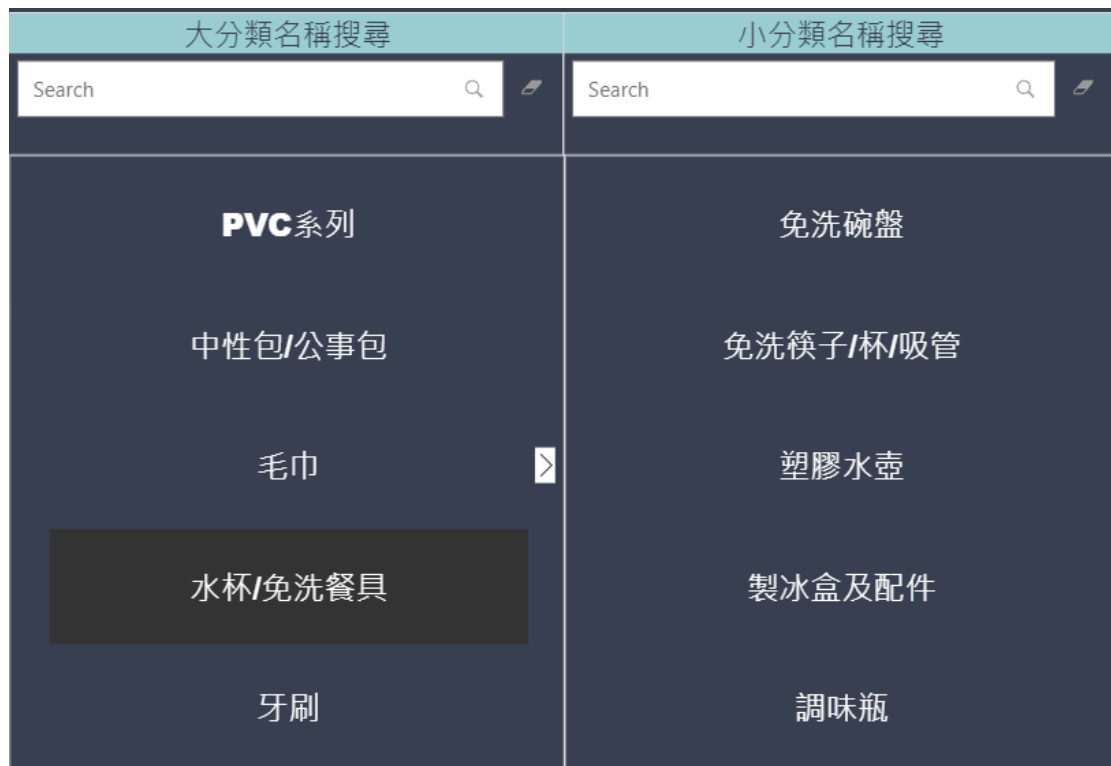 大分類名稱搜尋
小分類名稱搜尋
Search
Search
PVC系列
免洗碗盤
中性包/公事包
免洗筷子/杯/吸管
毛巾
塑膠水壺
水杯/免洗餐具
製冰盒及配件
牙刷
調味瓶